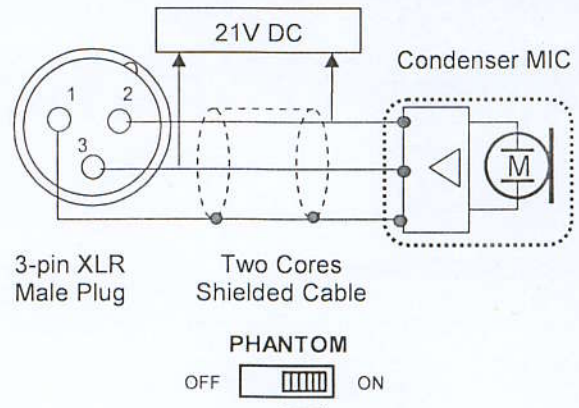 21V DC
Condenser MIC
1 2
3
M
3-pin XLR
Male Plug
Two Cores
Shielded Cable
PHANTOM
OFF ON